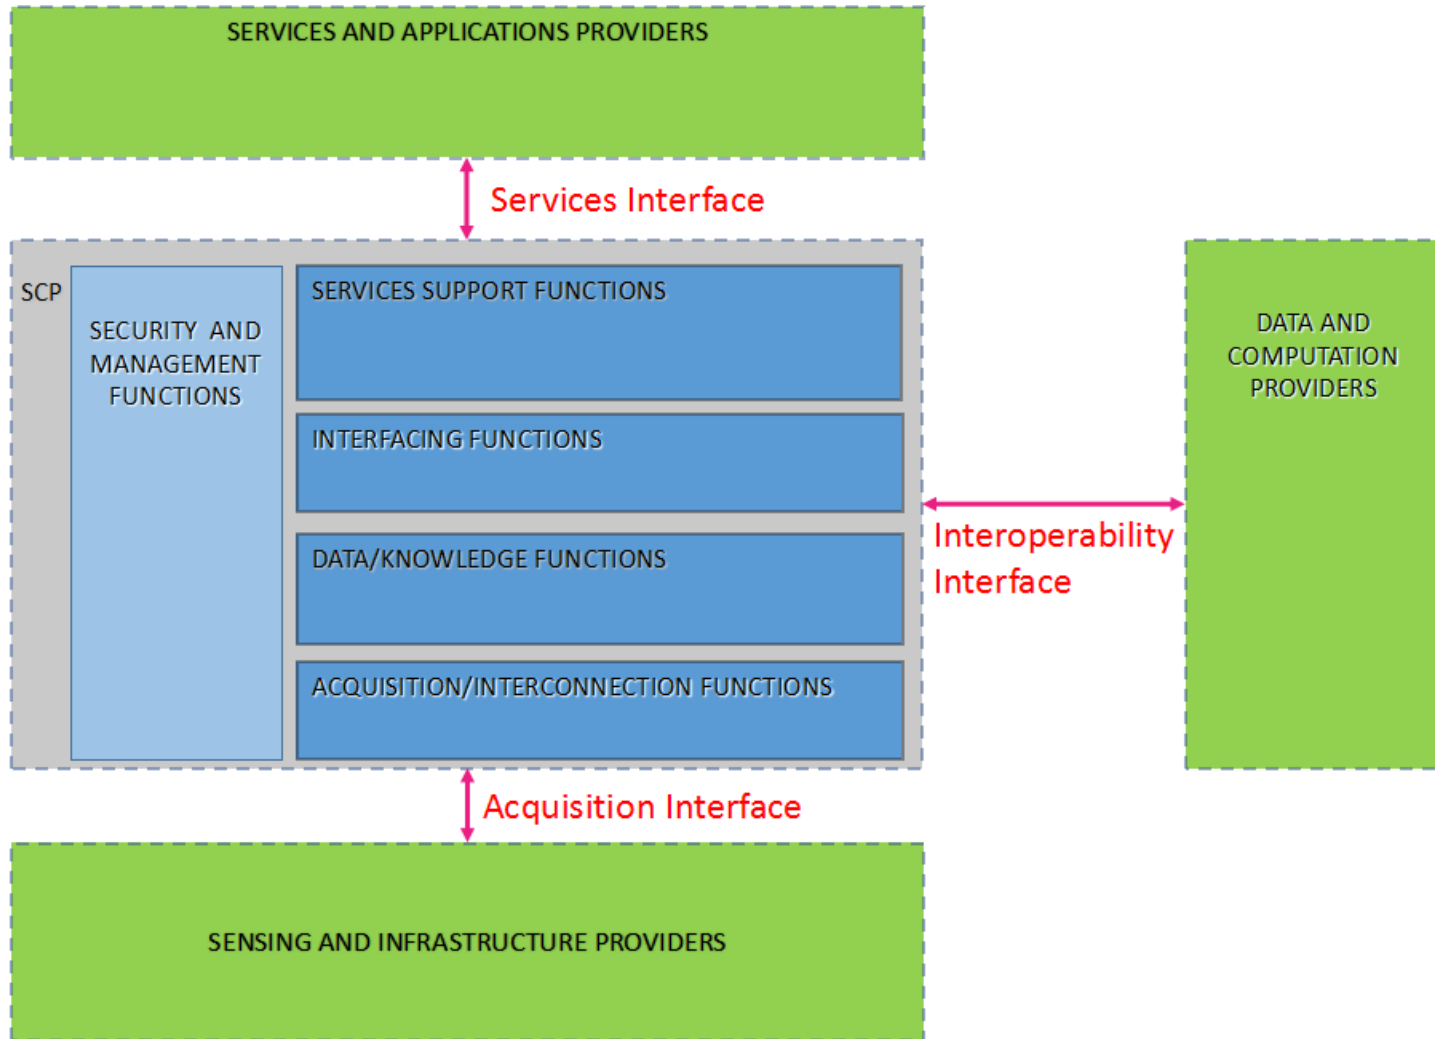 SERVICES AND APPLICATIONS PROVIDERS
Services Interface
SCP
SECURITY AND
MANAGEMENT
FUNCTIONS
SERVICES SUPPORT FUNCTIONS
INTERFACING FUNCTIONS
DATA/KNOWLEDGE FUNCTIONS
ACQUISITION/INTERCONNECTION FUNCTIONS
Interoperability
Interface
DATA AND
COMPUTATION
PROVIDERS
Acquisition Interface
SENSING AND INFRASTRUCTURE PROVIDERS